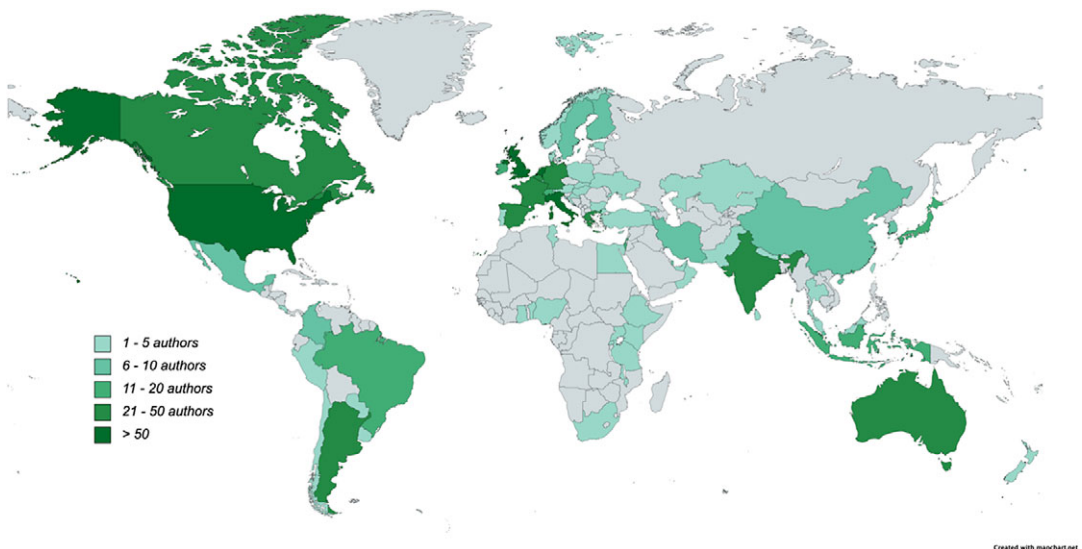 1 - 5 authors
6 - 10 authors
11 - 20 authors
21 - 50 authors
> 50
Created with mapchart.net